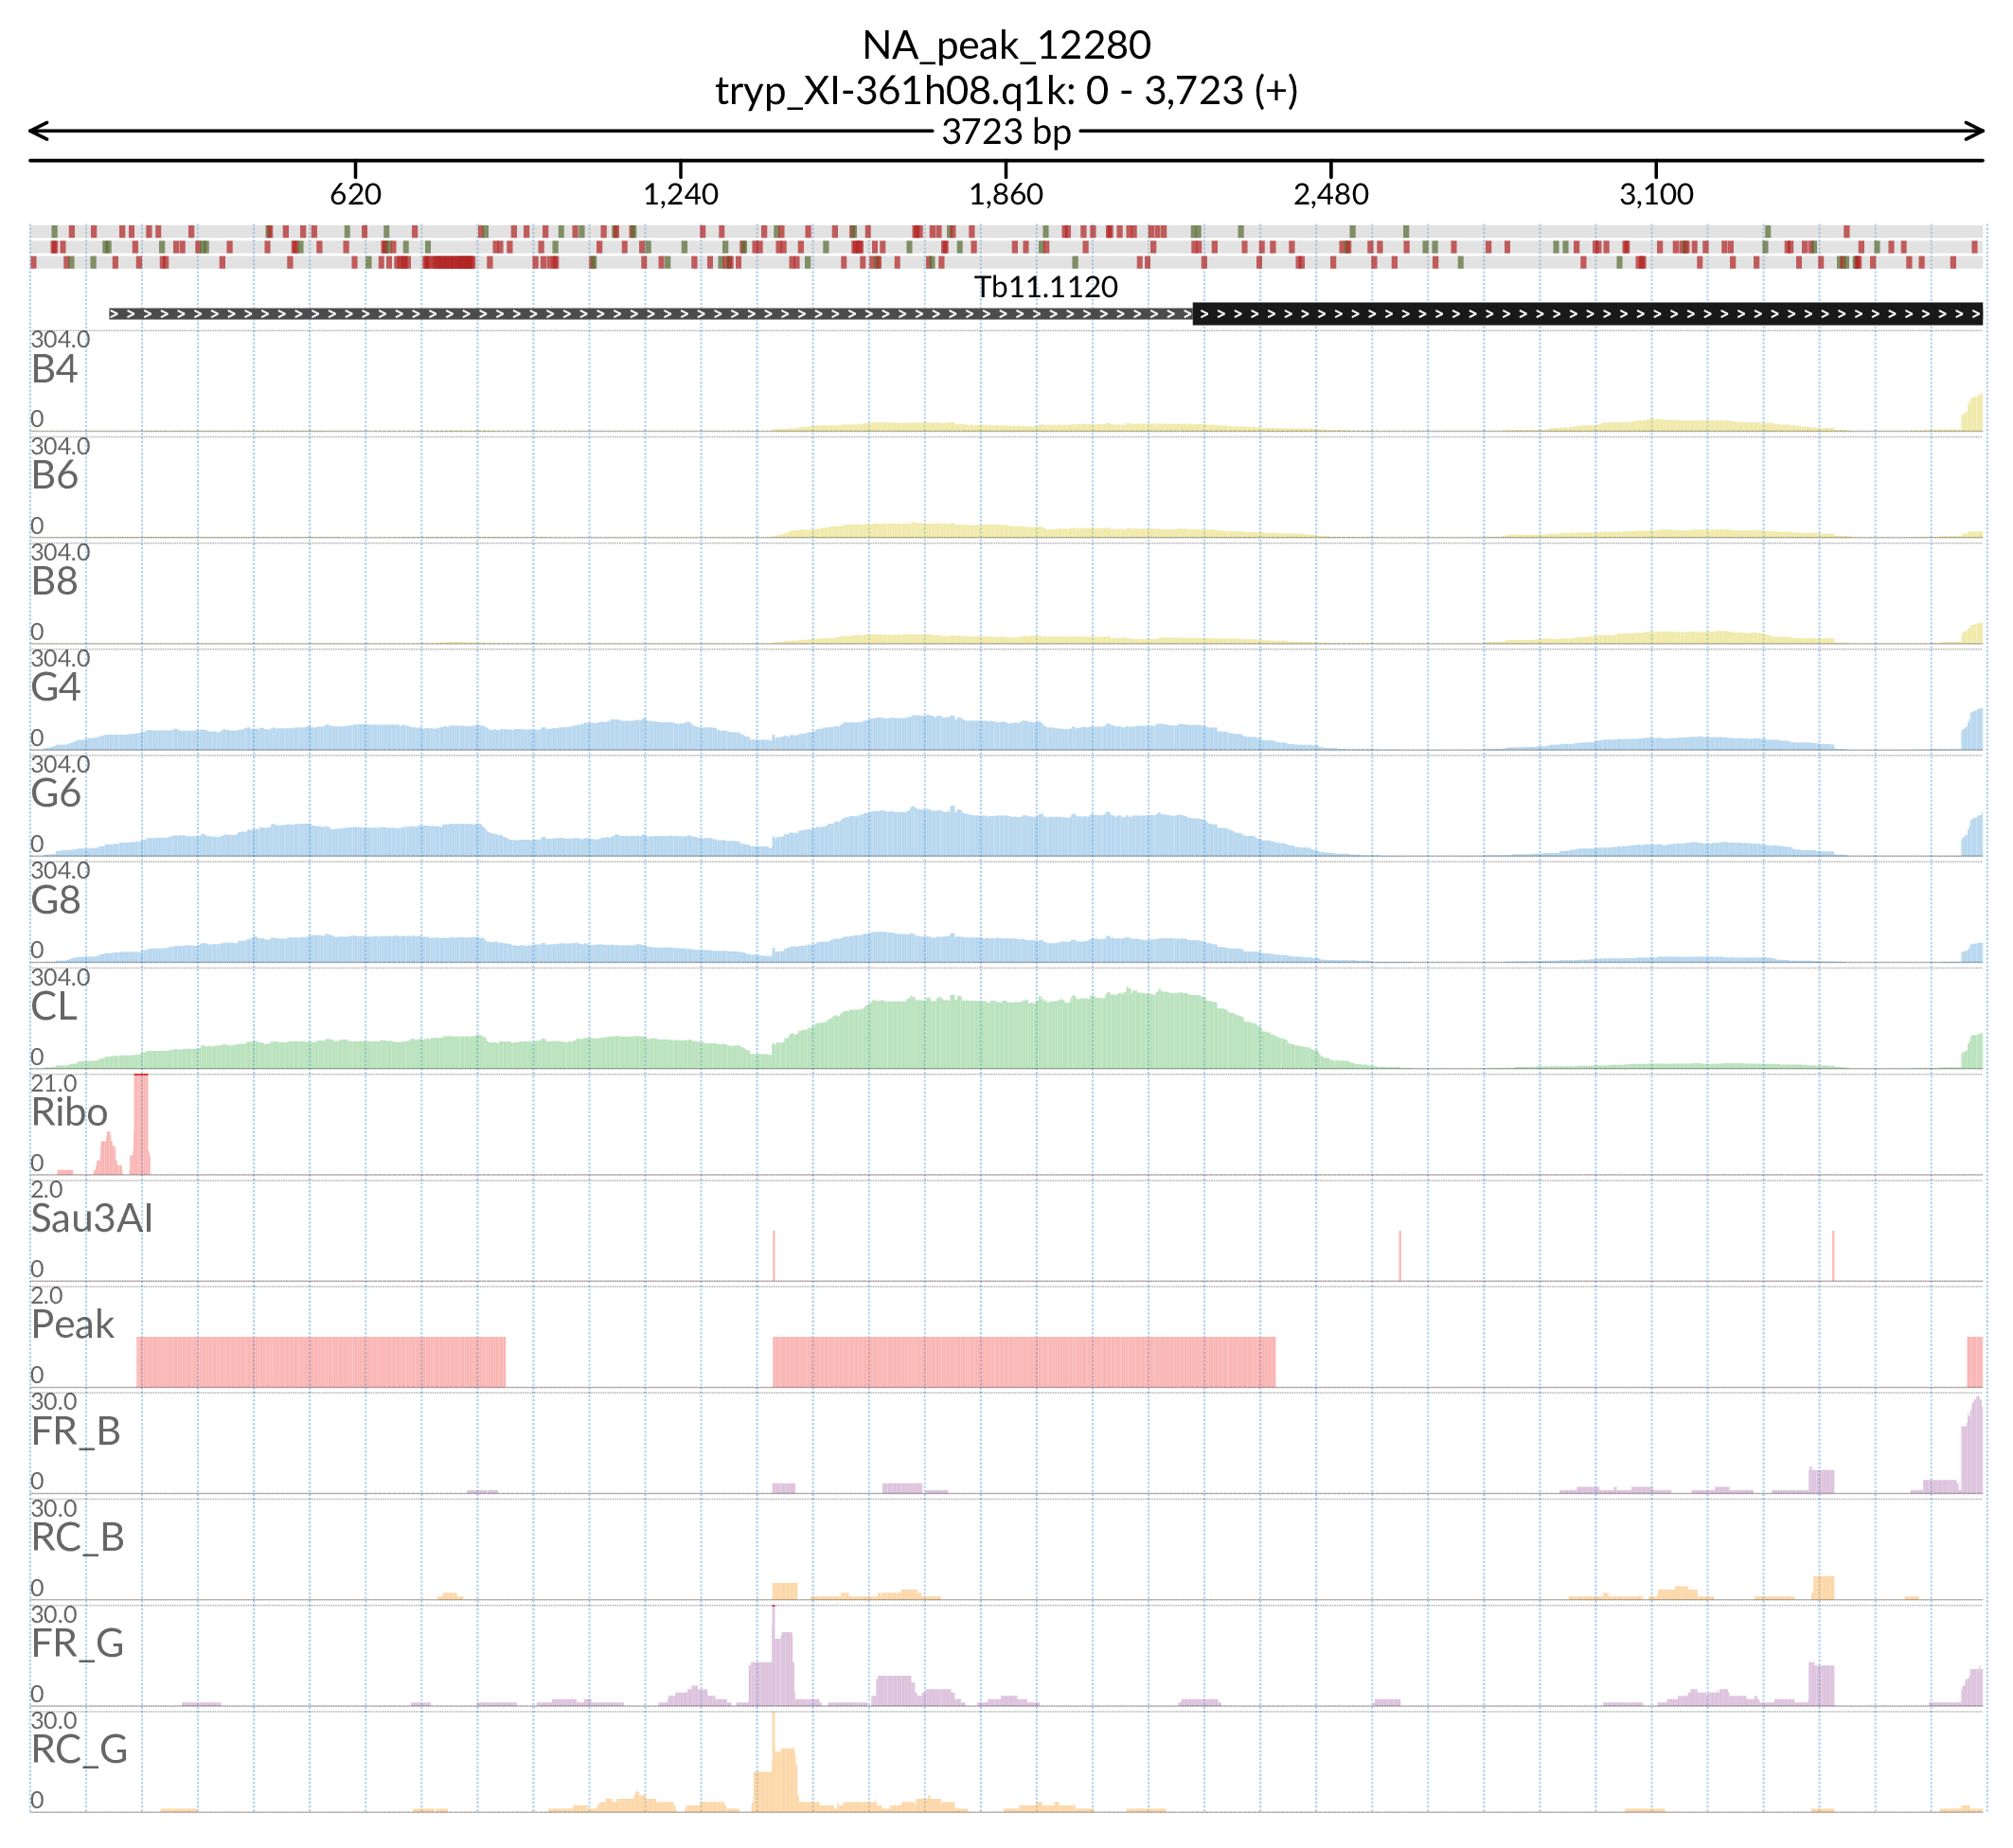 NA_peak_12280
tryp_XI-361h08.q1k: 0 - 3,723 (+)
3723 bp
620 1,240 1,860 2,480 3,100
Tb11.1120
304.0
B4
0
304.0
B6
0
304.0
B8
0
304.0
G4
0
304.0
G6
0
304.0
G8
0
304.0
CL
0
21.0
Ribo
0
2.0
Sau3AI
0
2.0
Peak
0
30.0
FR_B
0
30.0
RC_B
0
30.0
FR_G
0
30.0
RC_G
0